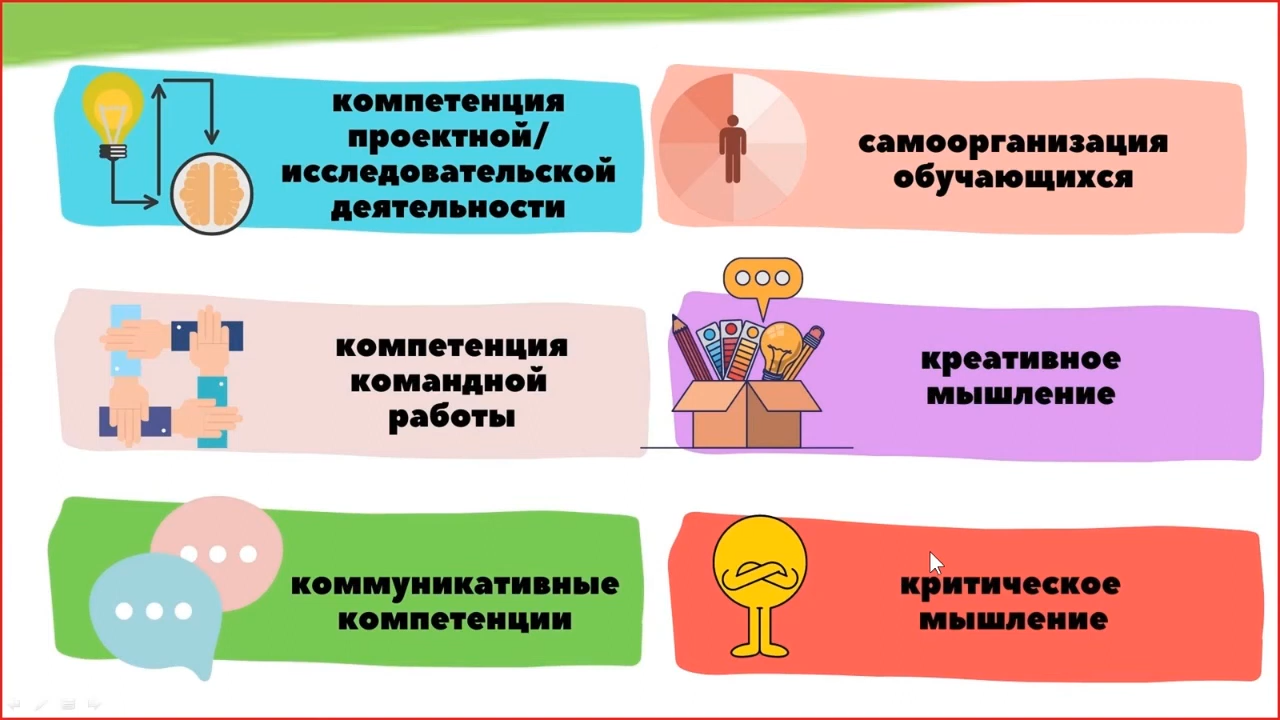 компетенция
проектной/
исследовательской
деятельности
самоорганизация
обучающихся
компетенция
командной
работы
креативное
мышление
коммуникативные
компетенции
критическое
мышление